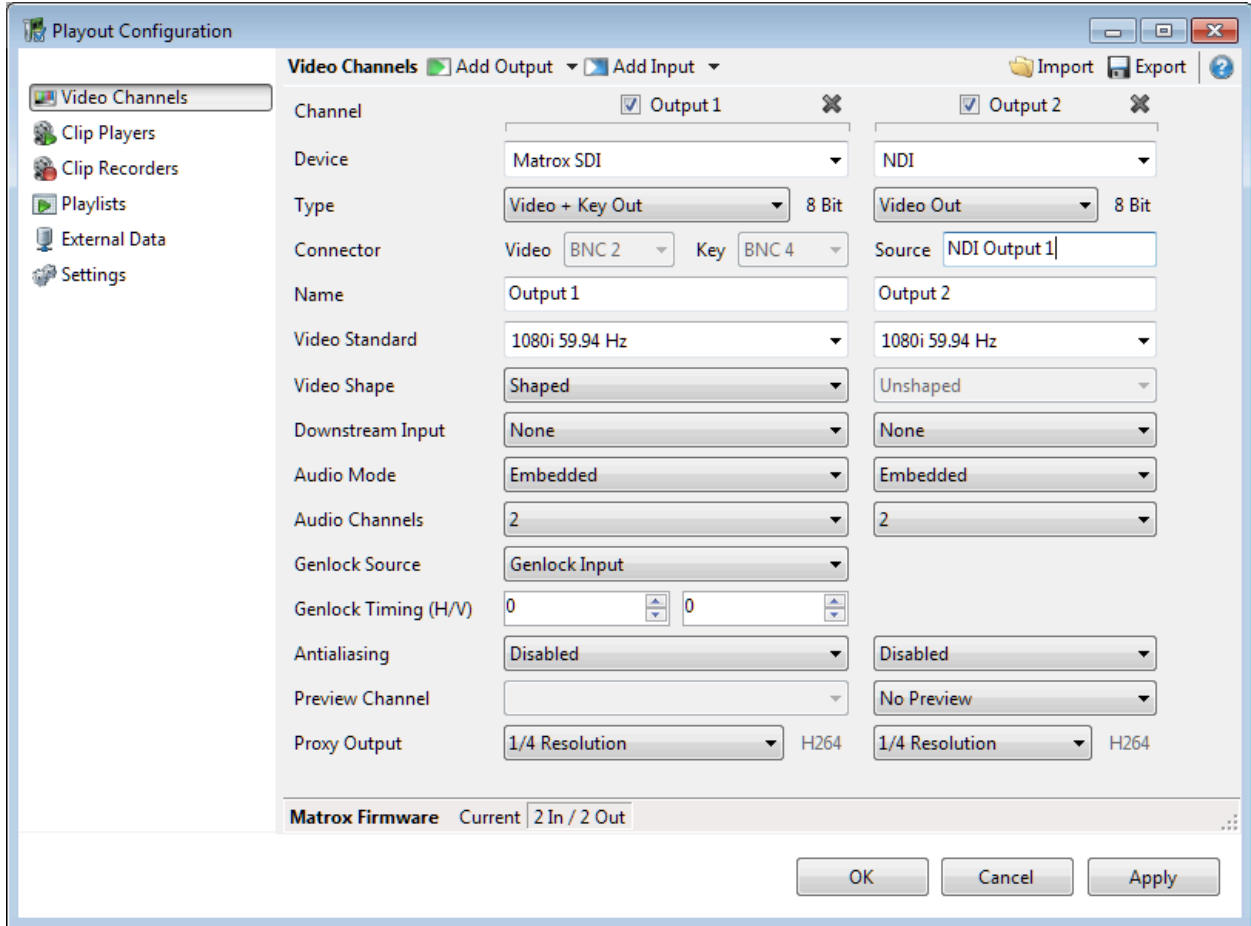 Playout Configuration
Video Channels Add Output Add Input Import Export
Video Channels
Clip Players
Clip Recorders
Playlists
External Data
Settings
Channel Output 1 Output 2
Device Matrox SDI NDI
Type Video + Key Out 8 Bit Video Out 8 Bit
Connector Video BNC 2 Key BNC 4 Source NDI Output 1
Name Output 1 Output 2
Video Standard 1080i 59.94 Hz 1080i 59.94 Hz
Video Shape Shaped Unshaped
Downstream Input None None
Audio Mode Embedded Embedded
Audio Channels 2 2
Genlock Source Genlock Input
Genlock Timing (H/V) 0 0
Antialiasing Disabled Disabled
Preview Channel No Preview
Proxy Output 1/4 Resolution H264 1/4 Resolution H264
Matrox Firmware Current 2 In / 2 Out
OK Cancel Apply